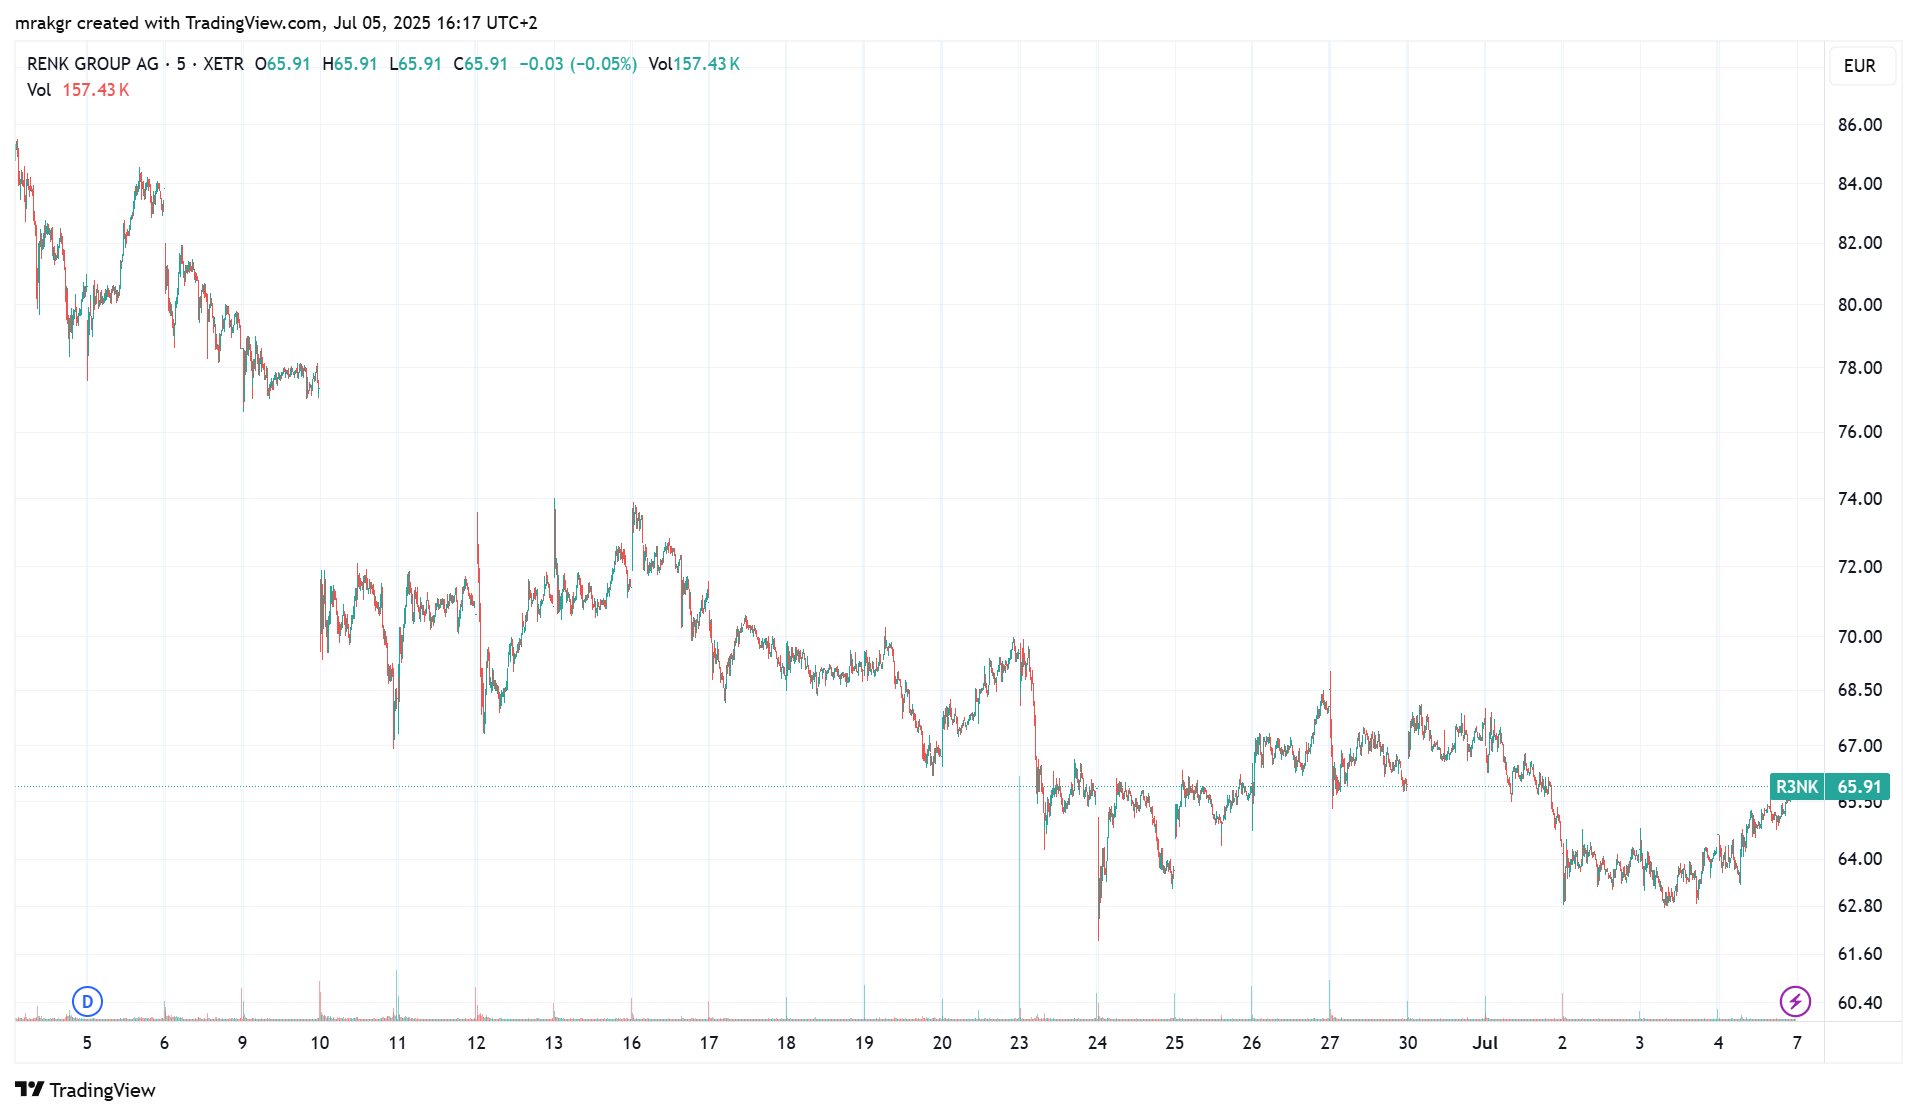 mrakgr created with TradingView.com, Jul 05, 2025 16:17 UTC+2
RENK GROUP AG · 5 · XETR O65.91 H65.91 L65.91 C65.91 −0.03 (−0.05%) Vol157.43 K
Vol 157.43 K
EUR
86.00
84.00
82.00
80.00
78.00
76.00
74.00
72.00
70.00
68.50
67.00
R3NK 65.91
65.50
64.00
62.80
61.60
60.40
D
5 6 9 10 11 12 13 16 17 18 19 20 23 24 25 26 27 30 Jul 2 3 4 7
TradingView